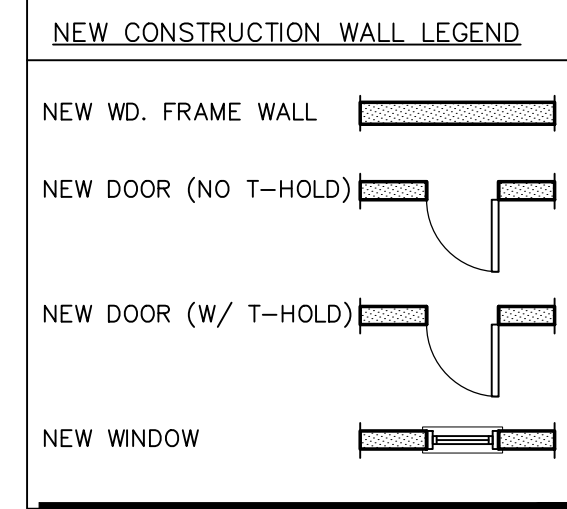 NEW CONSTRUCTION WALL LEGEND
NEW WD. FRAME WALL
NEW DOOR (NO T-HOLD)
NEW DOOR (W/ T-HOLD)
NEW WINDOW